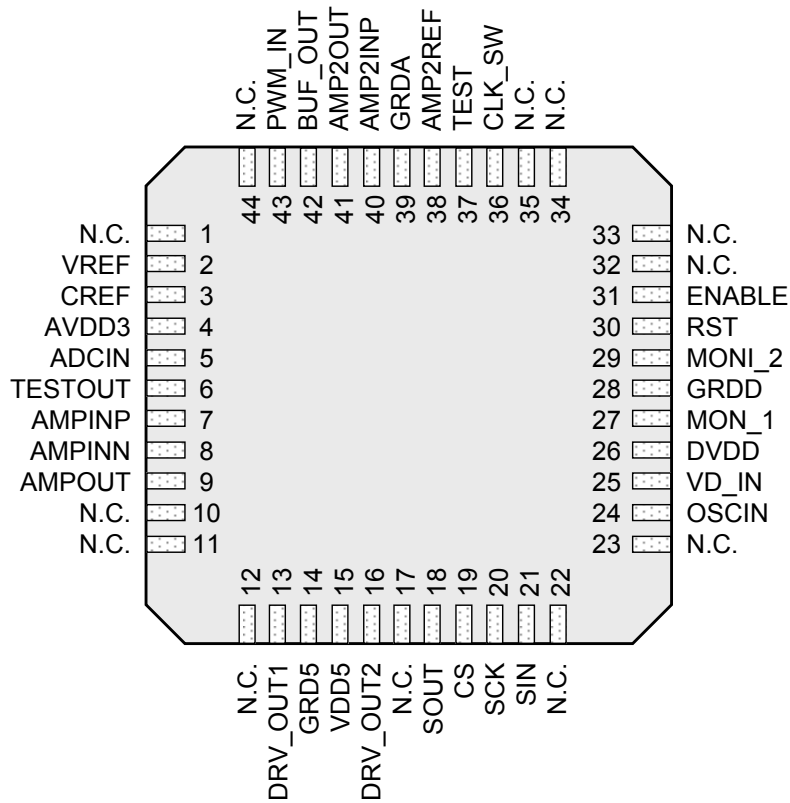 N.C.
PWM_IN
BUF_OUT
AMP2OUT
AMP2INP
GRDA
AMP2REF
TEST
CLK_SW
N.C.
N.C.
44
43
42
41
40
39
38
37
36
35
34
N.C. 1
VREF 2
CREF 3
AVDD3 4
ADCIN 5
TESTOUT 6
AMPINP 7
AMPINN 8
AMPOUT 9
N.C. 10
N.C. 11
33 N.C.
32 N.C.
31 ENABLE
30 RST
29 MONI_2
28 GRDD
27 MON_1
26 DVDD
25 VD_IN
24 OSCIN
23 N.C.
12
13
14
15
16
17
18
19
20
21
22
N.C.
DRV_OUT1
GRD5
VDD5
DRV_OUT2
N.C.
SOUT
CS
SCK
SIN
N.C.